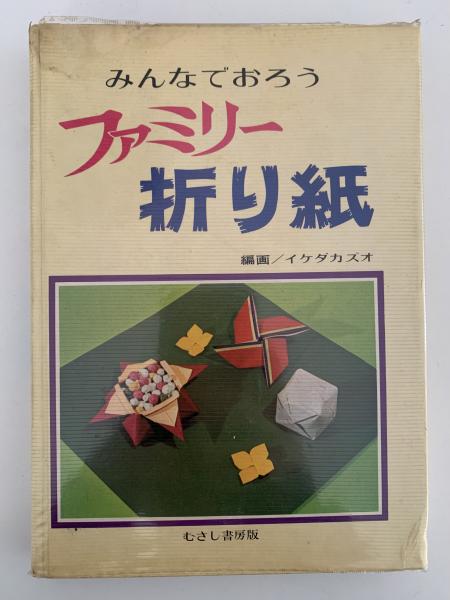 みんなでおろう
ファミリー
折り紙
編画/イケダカズオ
むさし書房版